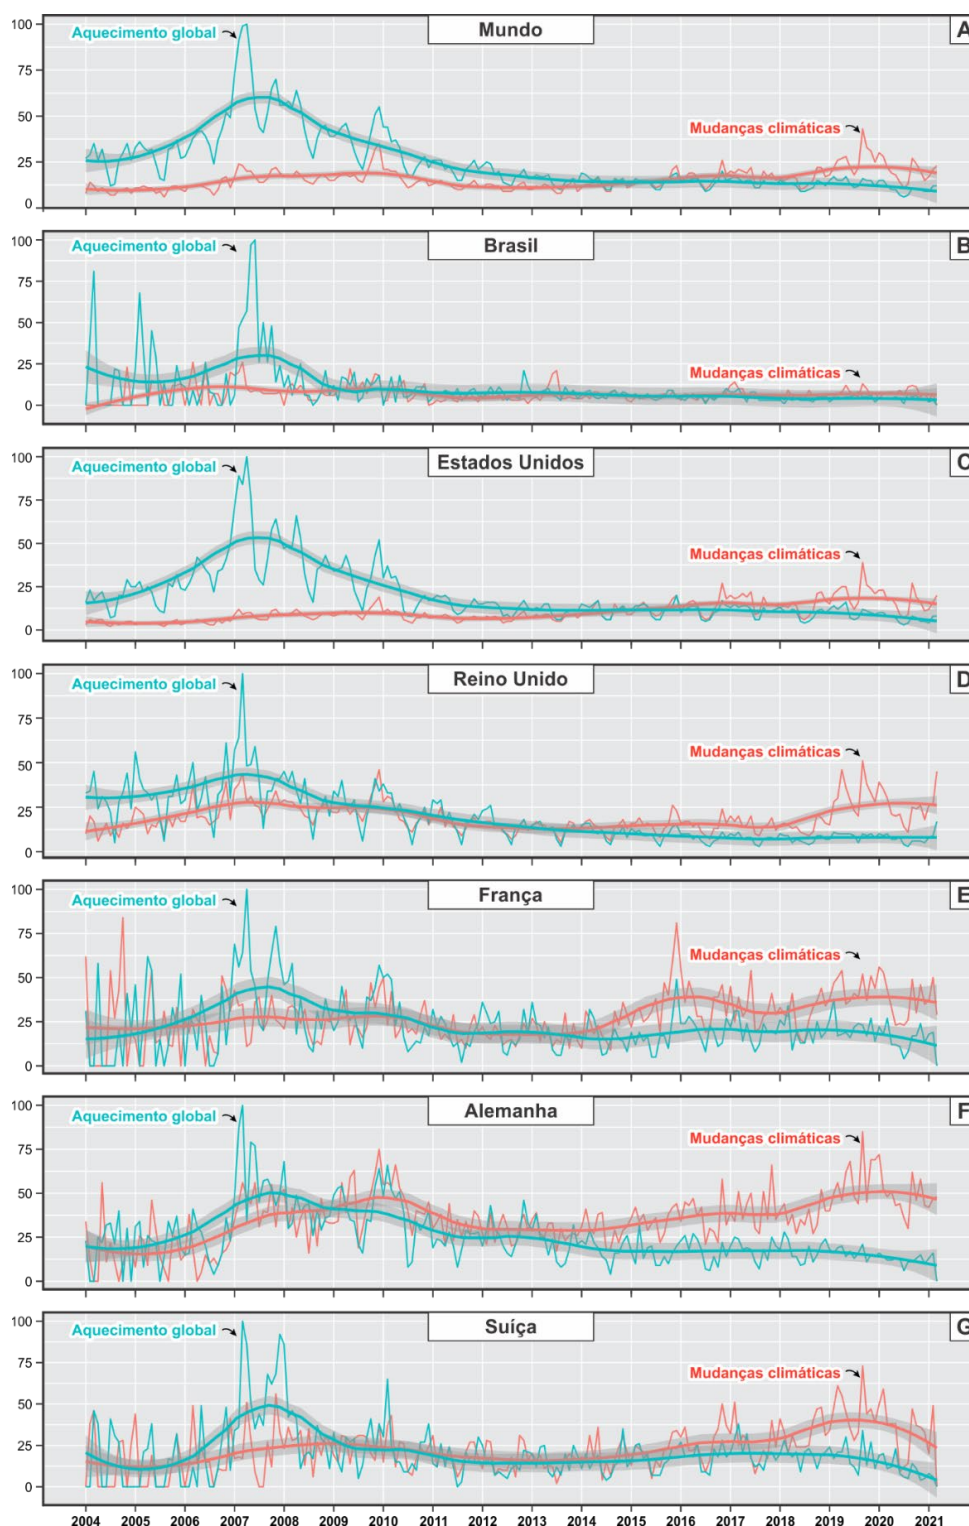 Mundo
A
Aquecimento global
Mudanças climáticas
100
75
50
25
0
Brasil
B
Aquecimento global
Mudanças climáticas
100
75
50
25
0
Estados Unidos
C
Aquecimento global
Mudanças climáticas
100
75
50
25
0
Reino Unido
D
Aquecimento global
Mudanças climáticas
100
75
50
25
0
França
E
Aquecimento global
Mudanças climáticas
100
75
50
25
0
Alemanha
F
Aquecimento global
Mudanças climáticas
100
75
50
25
0
Suíça
G
Aquecimento global
Mudanças climáticas
100
75
50
25
0
2004 2005 2006 2007 2008 2009 2010 2011 2012 2013 2014 2015 2016 2017 2018 2019 2020 2021